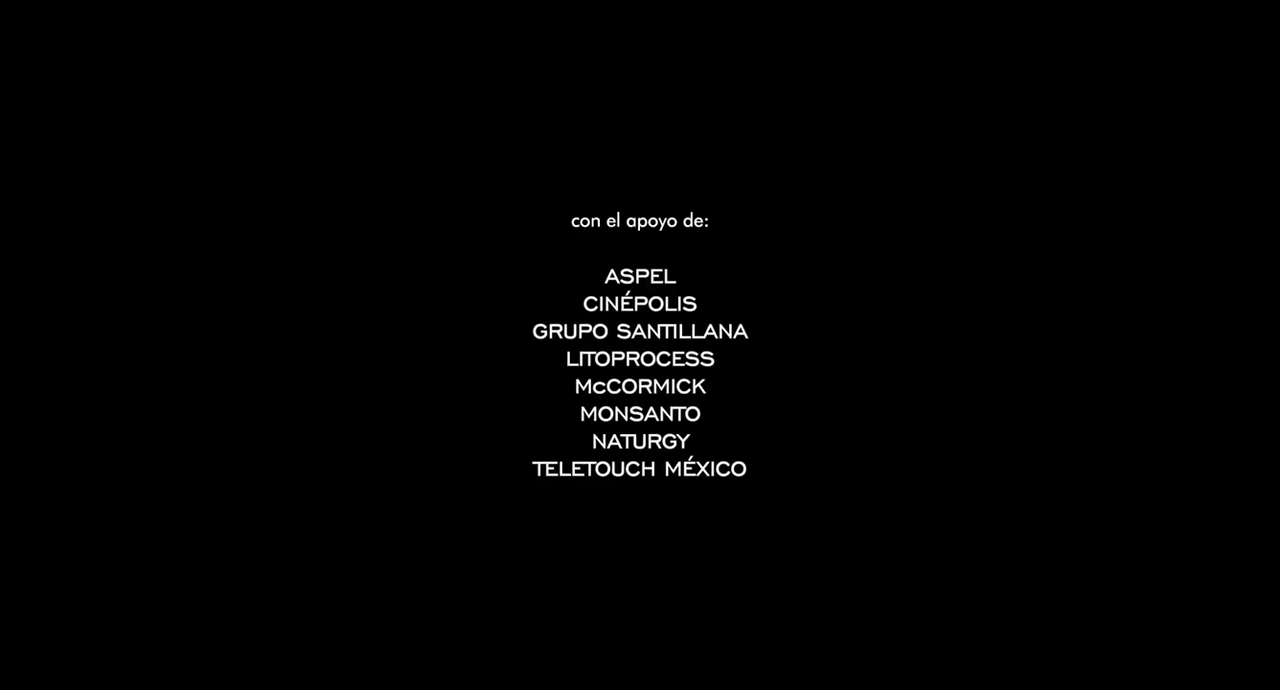 con el apoyo de:
ASPEL
CINÉPOLIS
GRUPO SANTILLANA
LITOPROCESS
McCORMICK
MONSANTO
NATURGY
TELETOUCH MÉXICO